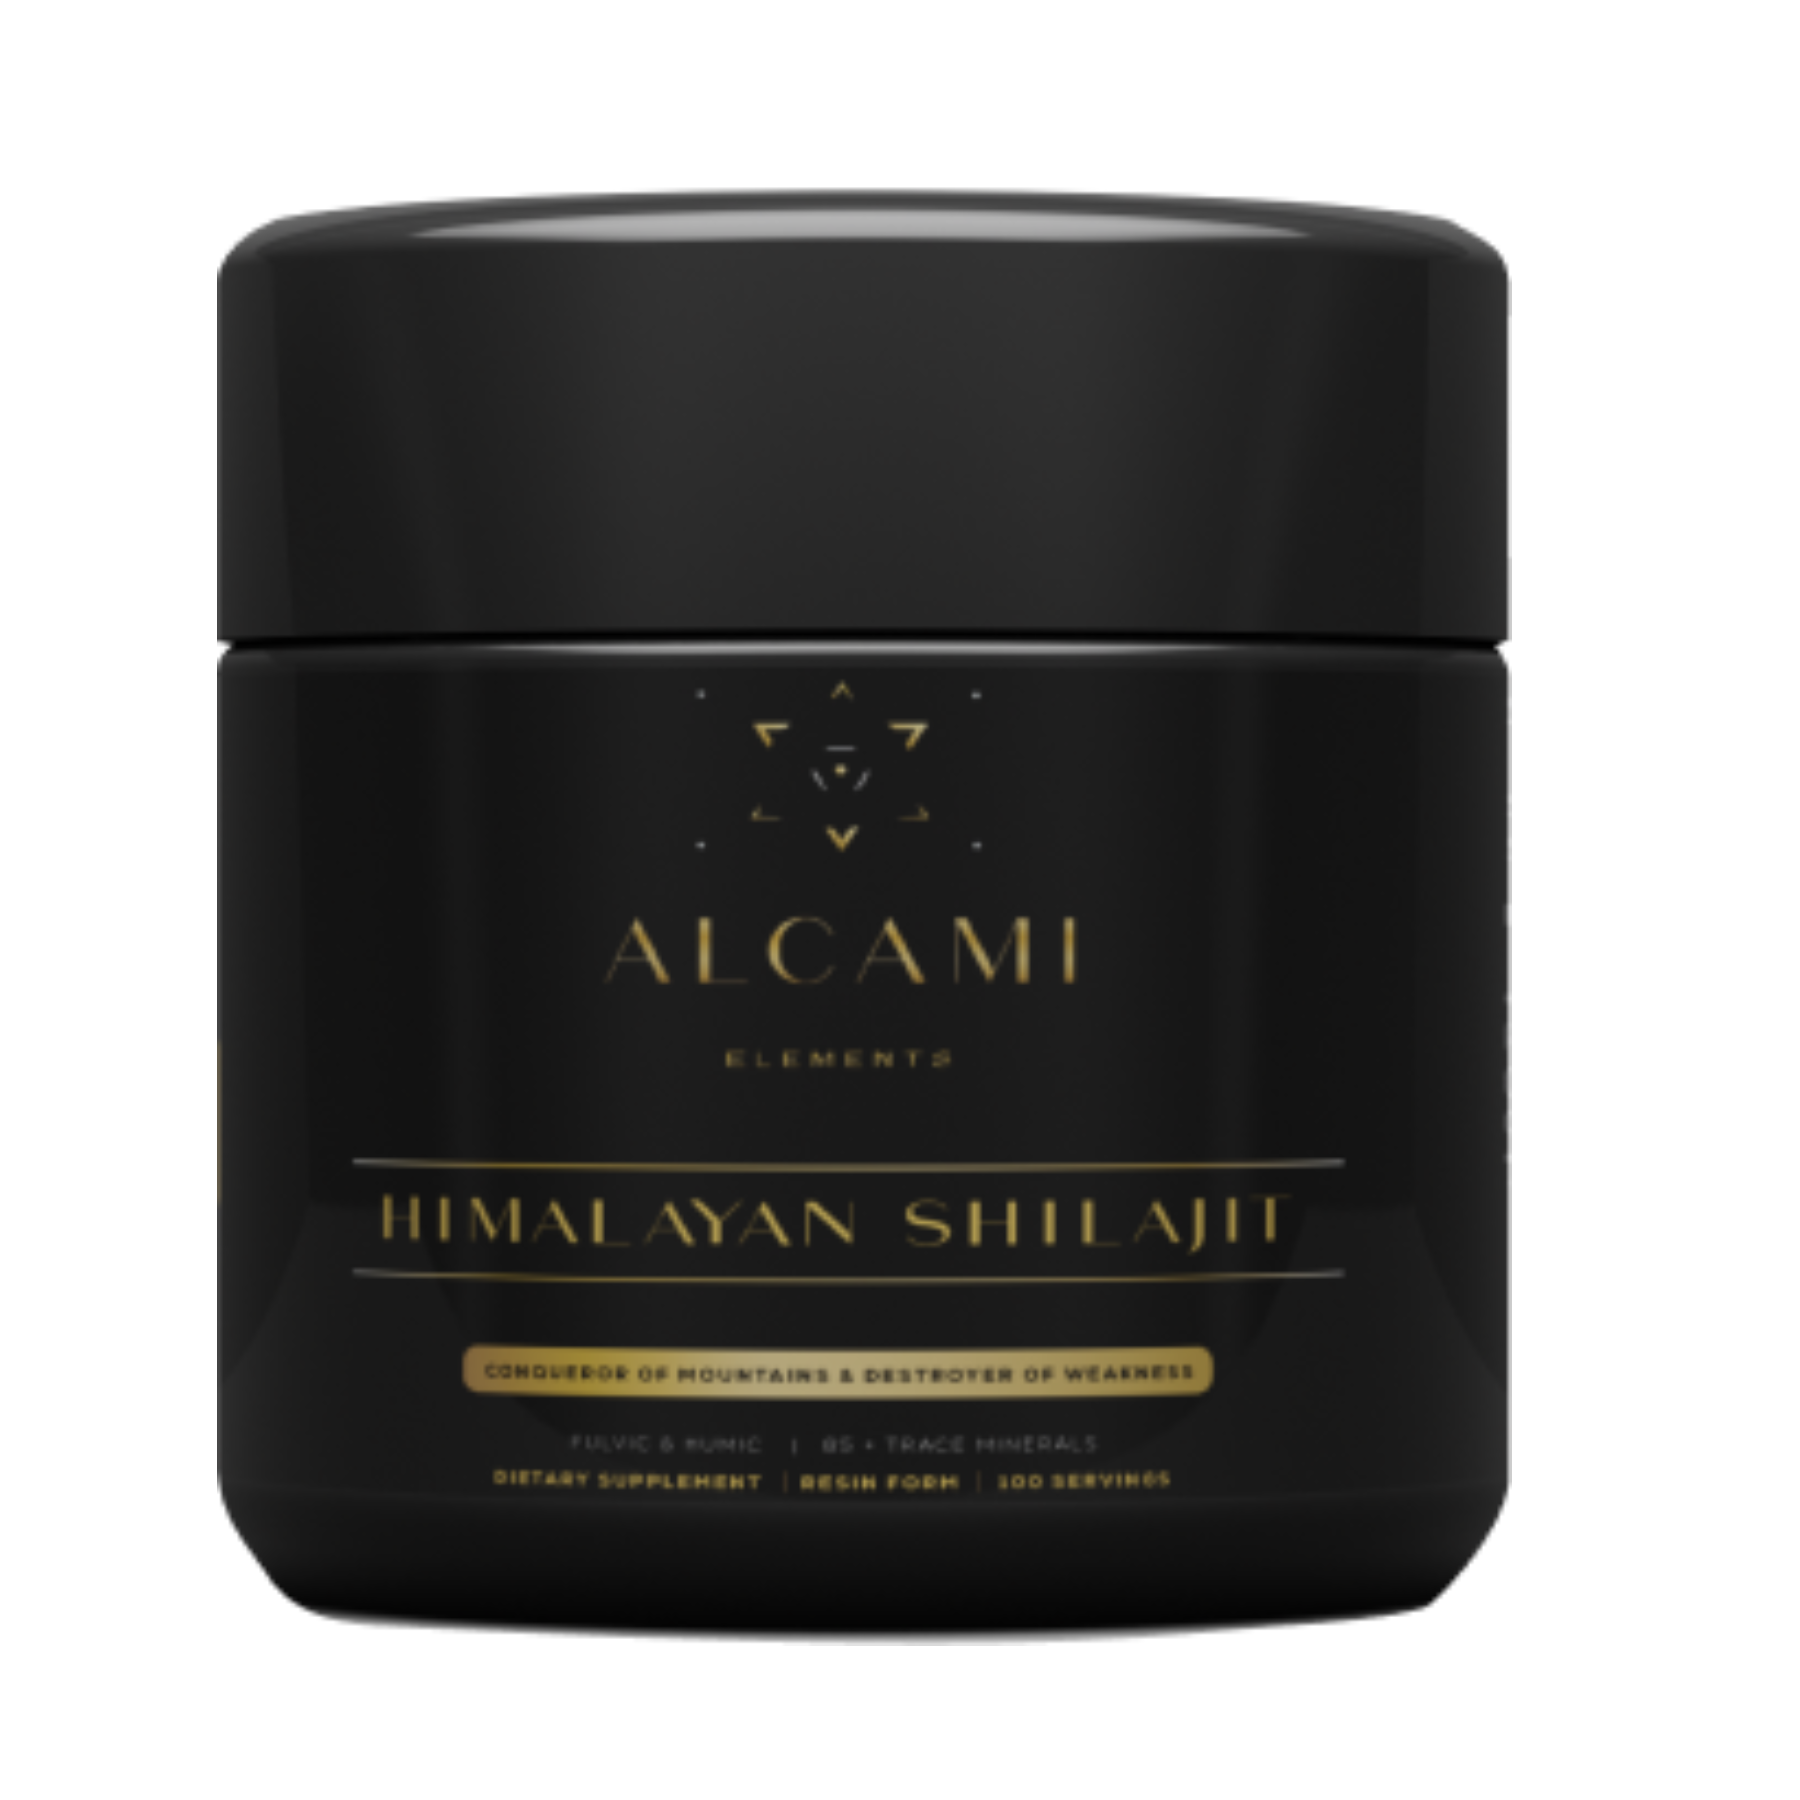 ALCAMI
ELEMENTS
HIMALAYAN SHILAJIT
CONQUEROR OF MOUNTAINS & DESTROYER OF WEAKNESS
FULVIC & HUMIC | 85 + TRACE MINERALS
DIETARY SUPPLEMENT | RESIN FORM | 100 SERVINGS